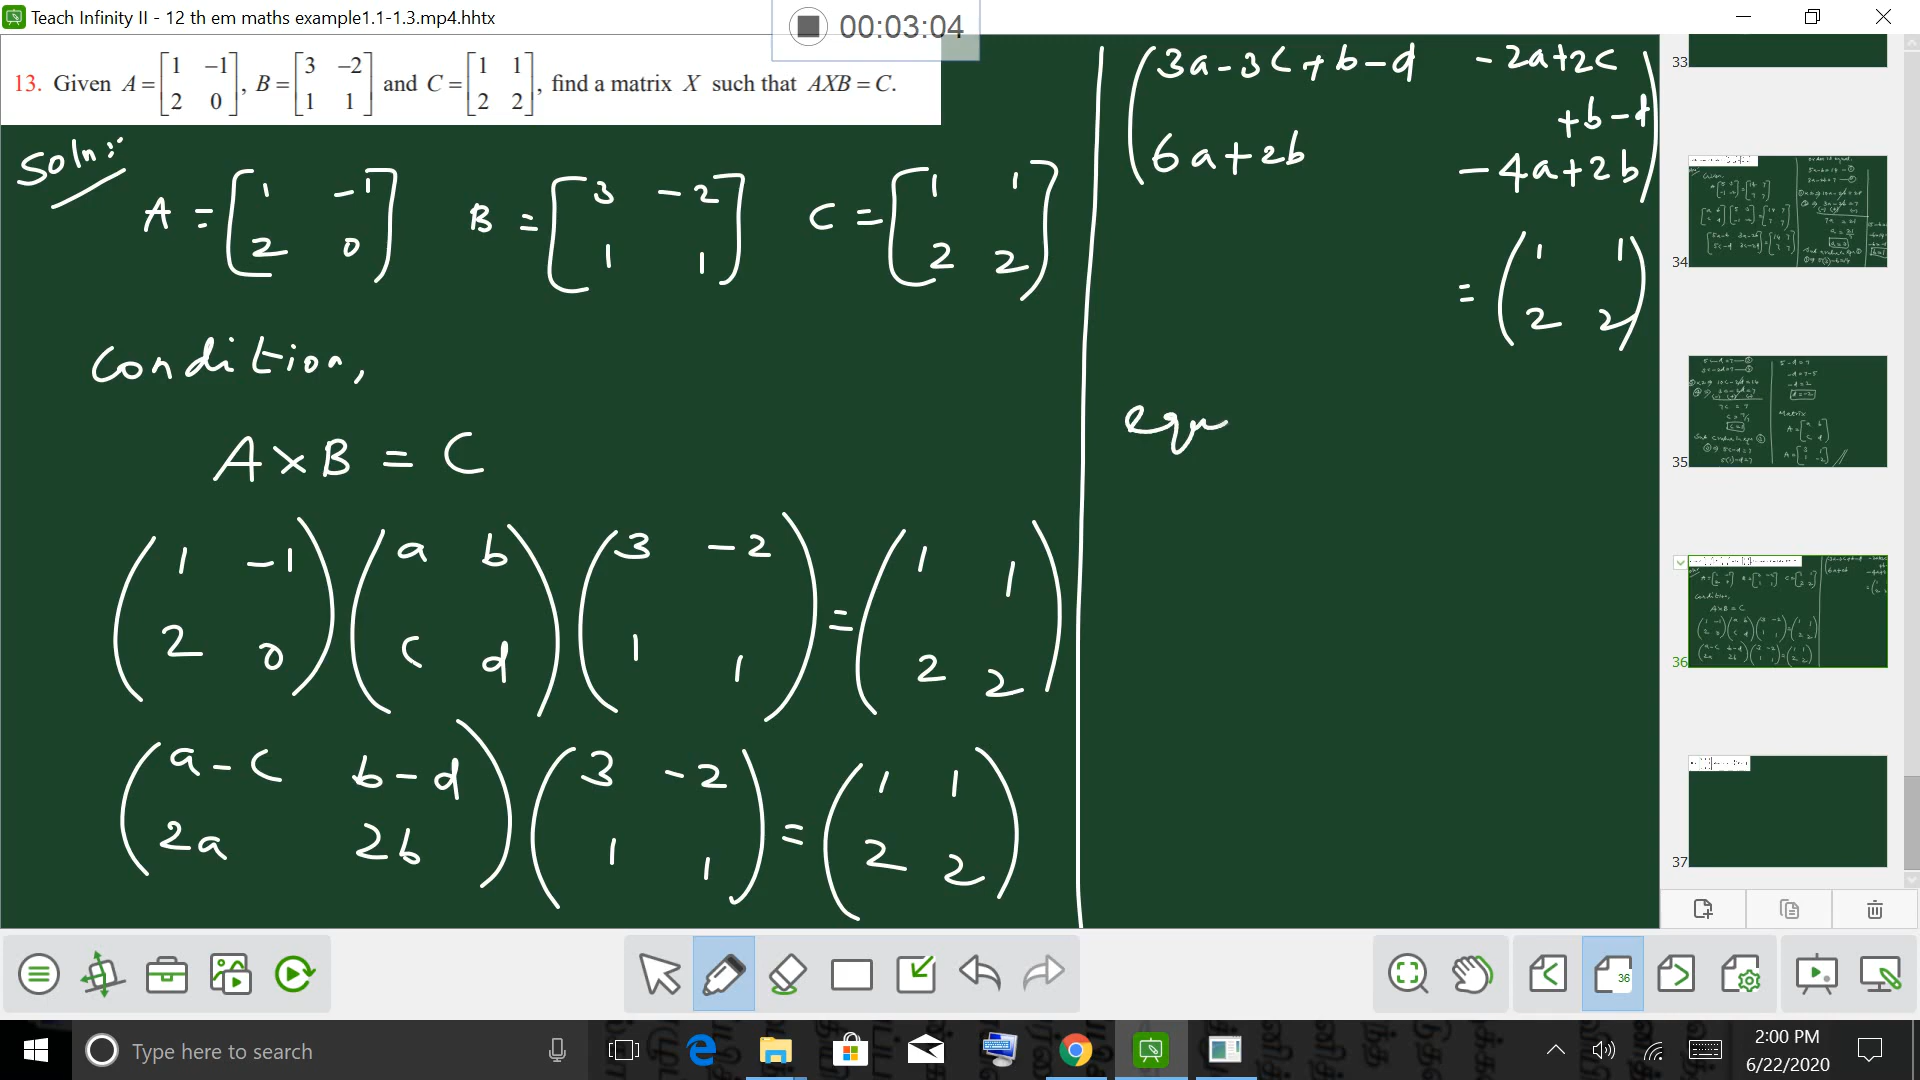 Teach Infinity II - 12 th em maths example1.1-1.3.mp4.hhtx
00:03:04
13. Given A = [1 −1; 2 0], B = [3 −2; 1 1] and C = [1 1; 2 2], find a matrix X such that AXB = C.
Soln:
A = [1 -1; 2 0] B = [3 -2; 1 1] C = [1 1; 2 2]
Condition,
A×B = C
(1 -1; 2 0) (a b; c d) (3 -2; 1 1) = (1 1; 2 2)
(a-c b-d; 2a 2b) (3 -2; 1 1) = (1 1; 2 2)
(3a-3c+b-d -2a+2c+b-d; 6a+2b -4a+2b)
= (1 1; 2 2)
equ
33
34
35
36
37
36
Type here to search
2:00 PM
6/22/2020